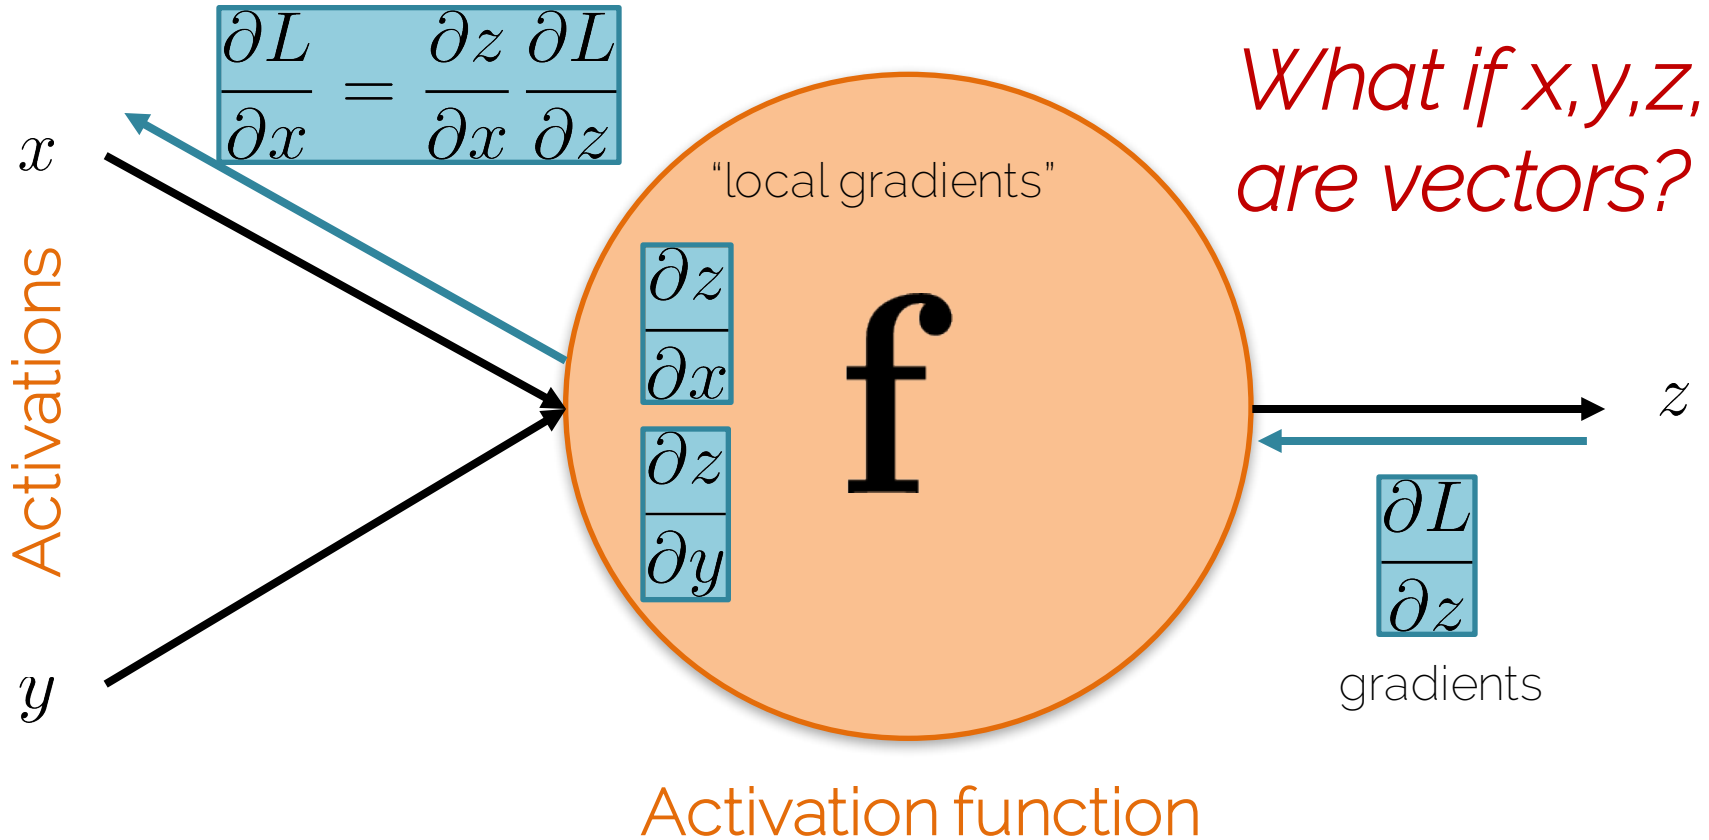 ∂L/∂x = ∂z/∂x ∂L/∂z
What if x,y,z,
are vectors?
x
"local gradients"
Activations
∂z/∂x
f
z
∂z/∂y
∂L/∂z
y
gradients
Activation function